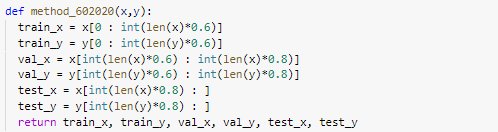 def method_602020(x,y):
  train_x = x[0 : int(len(x)*0.6)]
  train_y = y[0 : int(len(y)*0.6)]
  val_x = x[int(len(x)*0.6) : int(len(x)*0.8)]
  val_y = y[int(len(y)*0.6) : int(len(y)*0.8)]
  test_x = x[int(len(x)*0.8) : ]
  test_y = y[int(len(y)*0.8) : ]
  return train_x, train_y, val_x, val_y, test_x, test_y